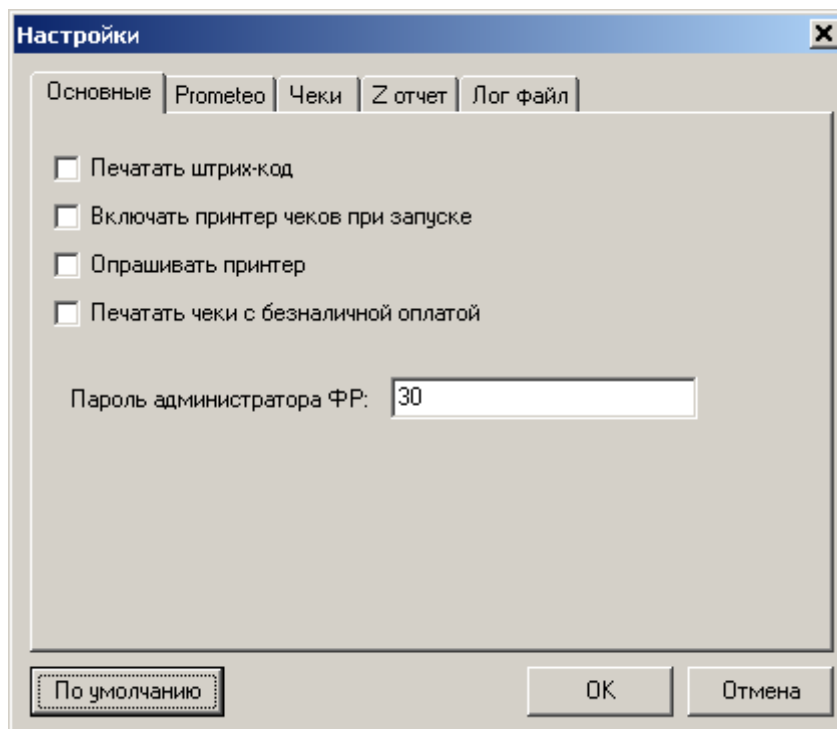 Настройки
Основные Prometeo Чеки Z отчет Лог файл
Печатать штрих-код
Включать принтер чеков при запуске
Опрашивать принтер
Печатать чеки с безналичной оплатой
Пароль администратора ФР: 30
По умолчанию OK Отмена